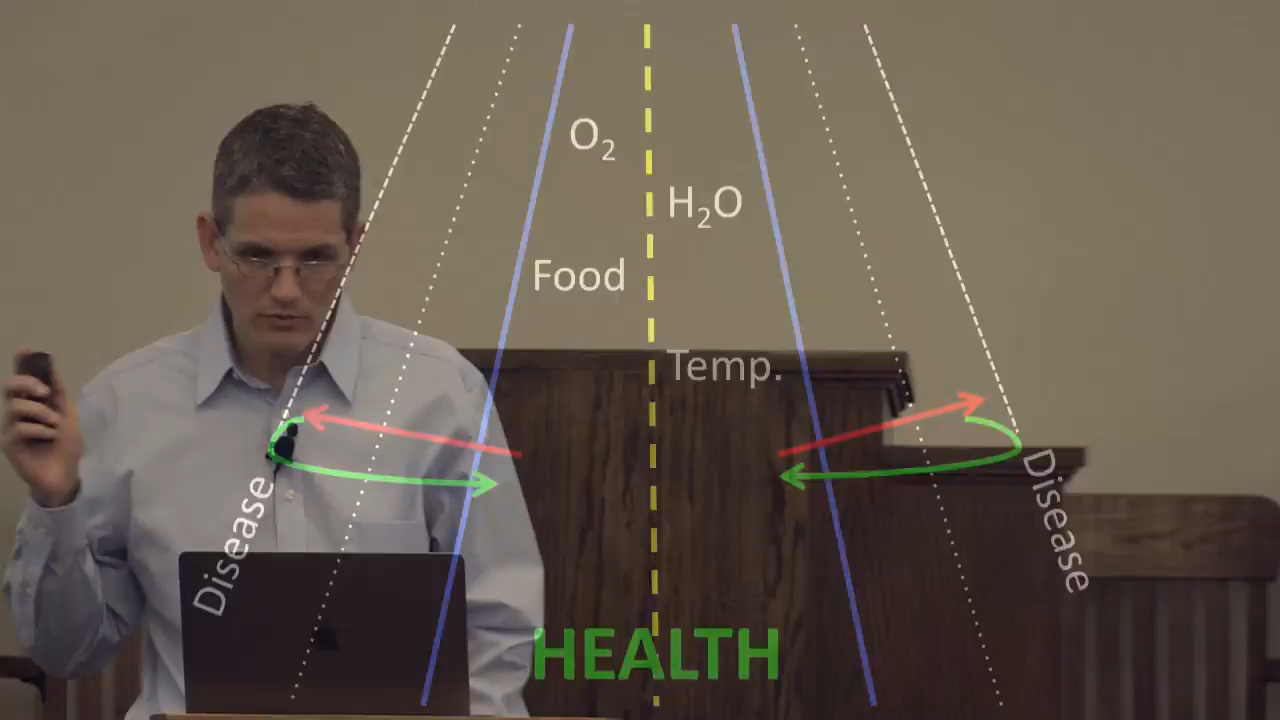 O₂
H₂O
Food
Temp.
Disease
Disease
HEALTH